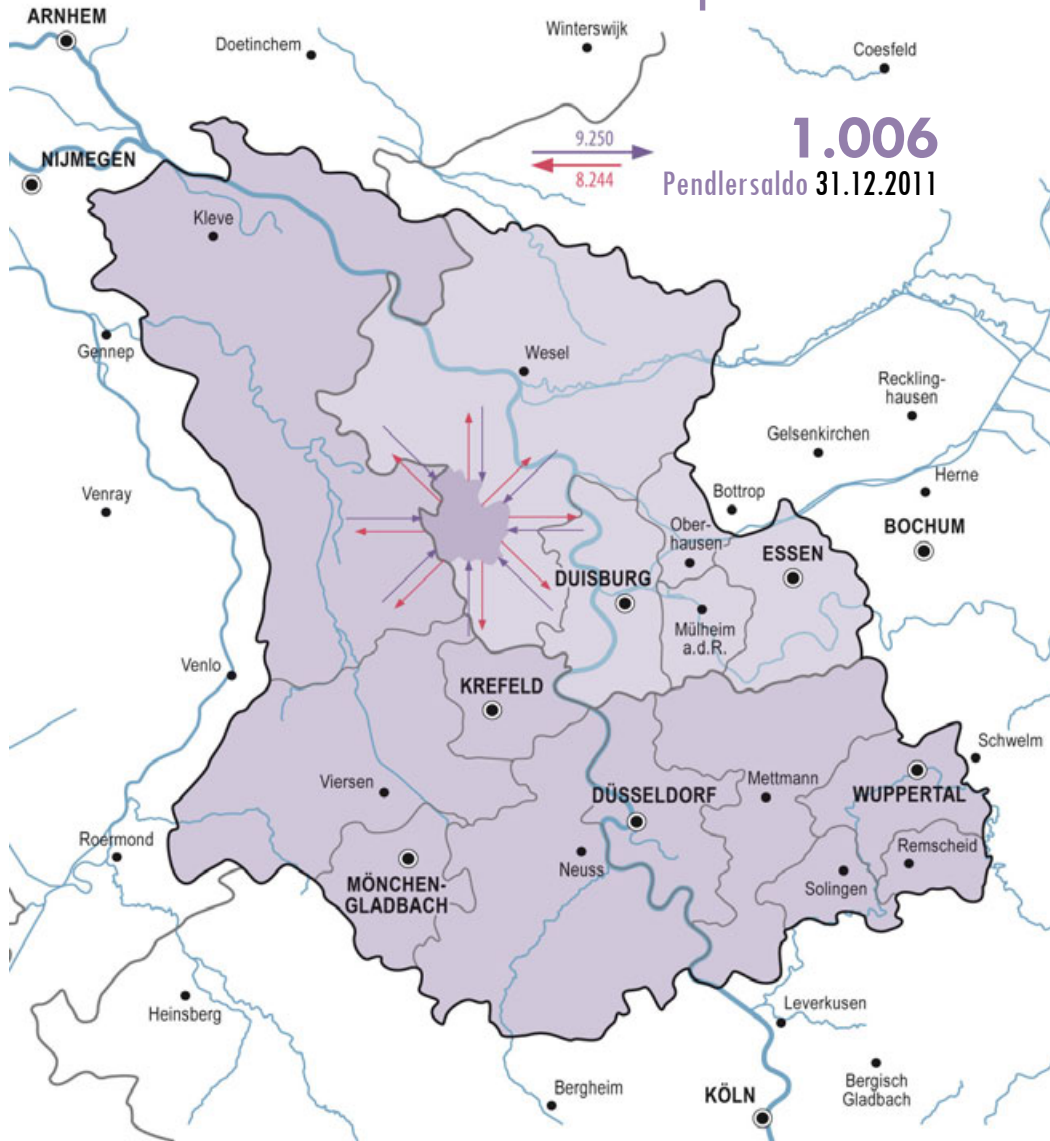 ARNHEM
Doetinchem
Winterswijk
Coesfeld
9.250
8.244
1.006
Pendlersaldo 31.12.2011
NIJMEGEN
Kleve
Gennep
Wesel
Reckling-
hausen
Gelsenkirchen
Herne
Venray
Bottrop
Ober-
hausen
BOCHUM
ESSEN
DUISBURG
Mülheim
a.d.R.
Venlo
KREFELD
Schwelm
Viersen
Mettmann
DÜSSELDORF
WUPPERTAL
Roermond
Neuss
Remscheid
Solingen
MÖNCHEN-
GLADBACH
Heinsberg
Leverkusen
Bergheim
KÖLN
Bergisch
Gladbach